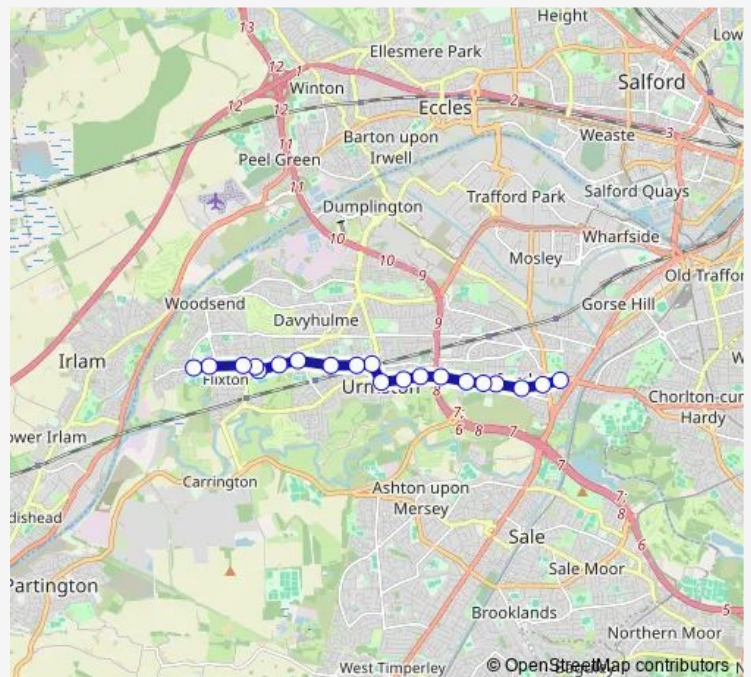 Height
13
Low
Ellesmere Park
12
1
Salford
12
Winton
12
2
Eccles
3
Weaste
Barton upon
Irwell
11
Peel Green
11
Trafford Park
Salford Quays
Dumplington
Wharfside
10
10
Mosley
9
Old Traffor
Woodsend
Gorse Hill
9
Davyhulme
Irlam
Flixton
Urmston
8
Chorlton-cum
Hardy
7;
6
8
7
ower Irlam
7
Carrington
Ashton upon
Mersey
7;
8
dishead
Sale
6
Sale Moor
Partington
Brooklands
5
Northern Moor
West Timperley
© OpenStreetMap contributors